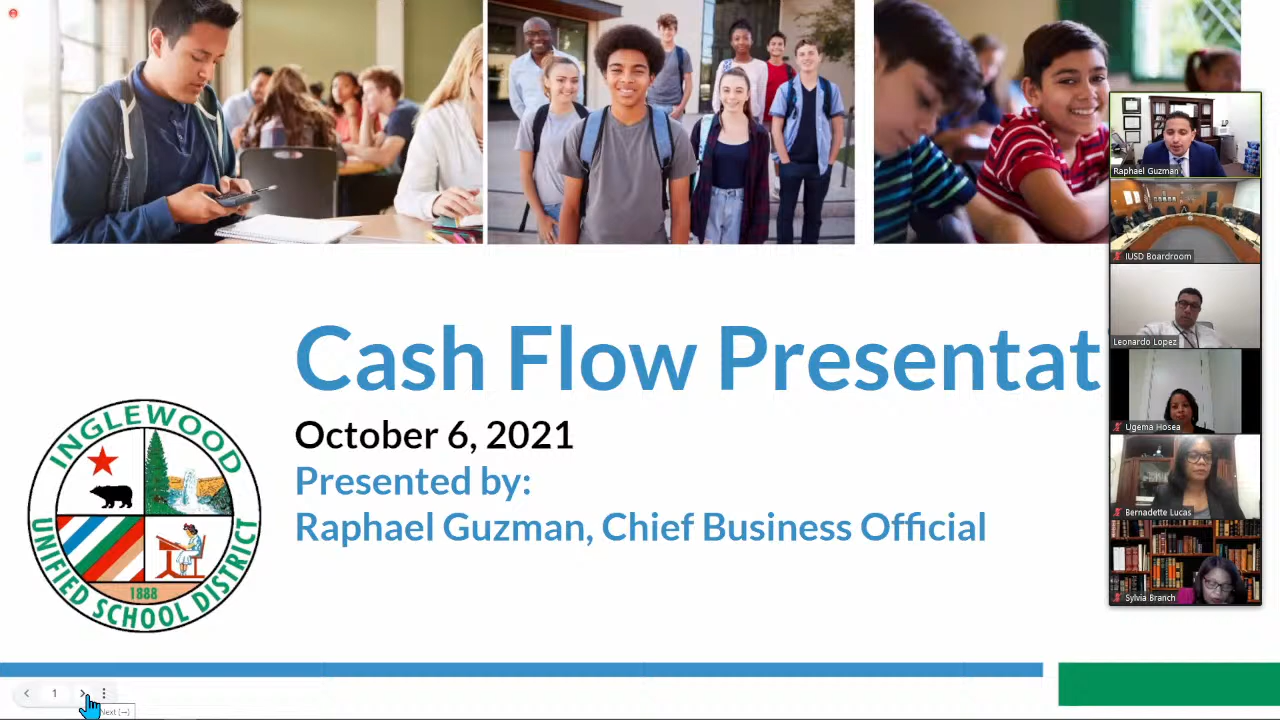 Cash Flow Presentat
October 6, 2021
Presented by:
Raphael Guzman, Chief Business Official
INGLEWOOD
UNIFIED SCHOOL DISTRICT
1888
Raphael Guzman
IUSD Boardroom
Leonardo Lopez
Ugema Hosea
Bernadette Lucas
Sylvia Branch
1
Next (→)